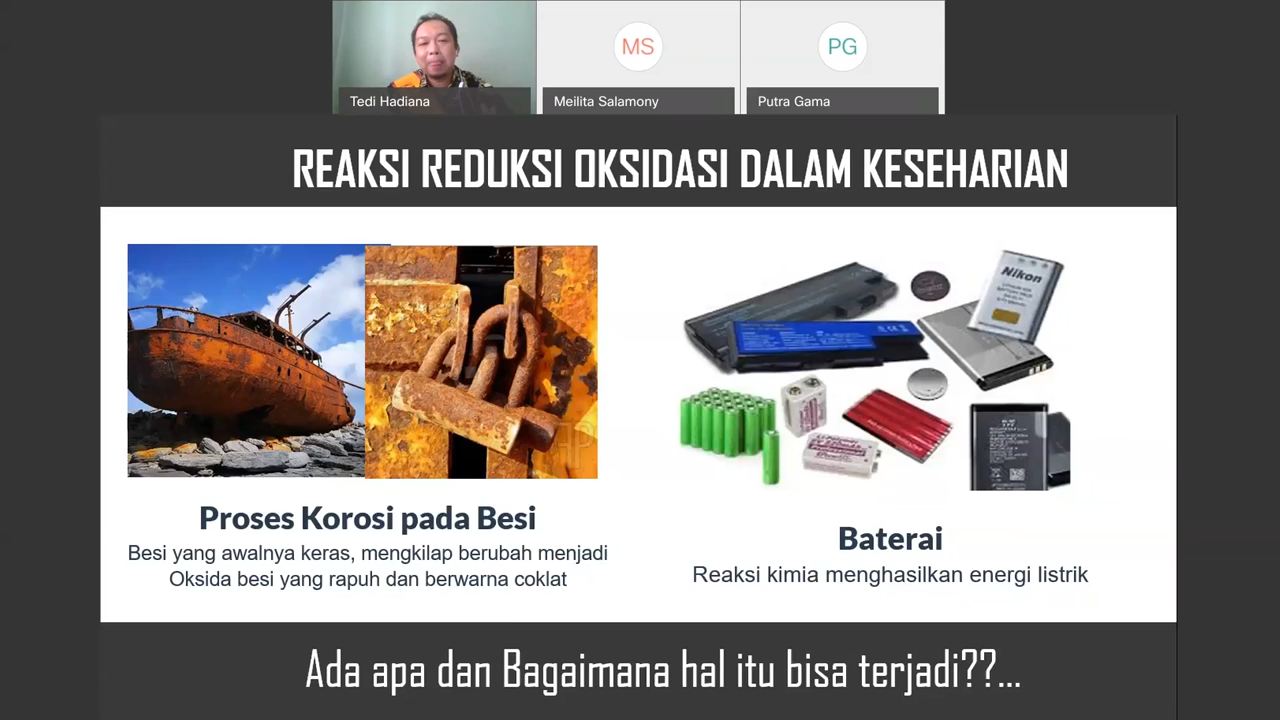 MS
PG
Tedi Hadiana
Meilita Salamony
Putra Gama
REAKSI REDUKSI OKSIDASI DALAM KESEHARIAN
Nikon
Proses Korosi pada Besi
Besi yang awalnya keras, mengkilap berubah menjadi
Oksida besi yang rapuh dan berwarna coklat
Baterai
Reaksi kimia menghasilkan energi listrik
Ada apa dan Bagaimana hal itu bisa terjadi??...